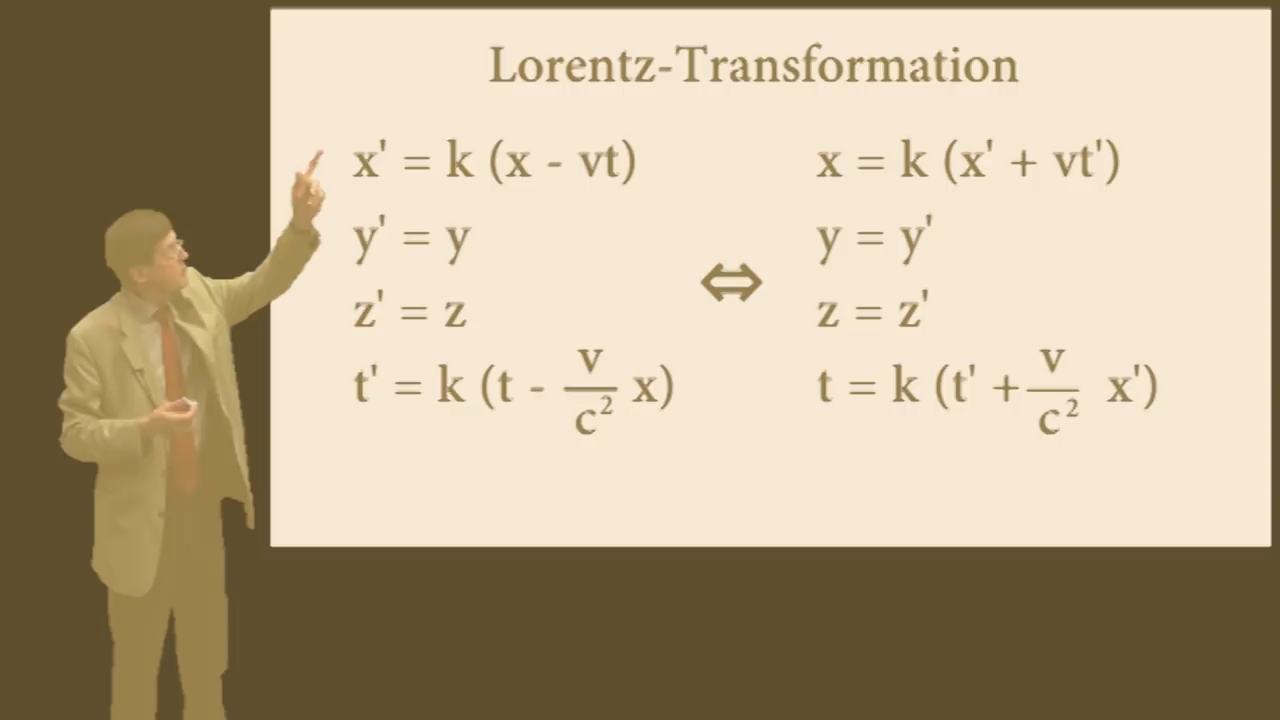 Lorentz-Transformation
x' = k (x - vt)
y' = y
z' = z
t' = k (t - v/c² x)
⇔
x = k (x' + vt')
y = y'
z = z'
t = k (t' + v/c² x')